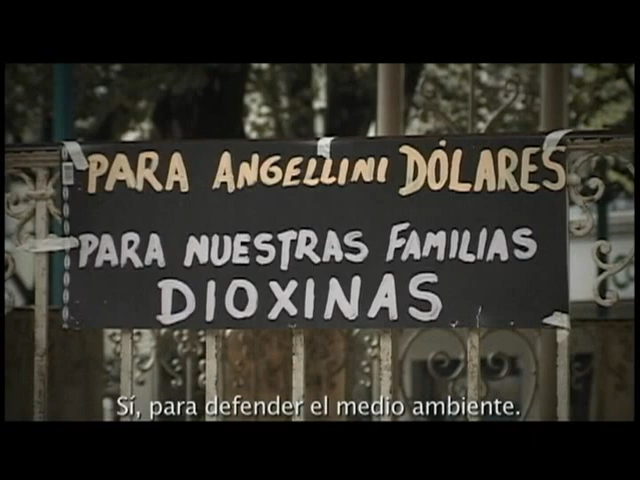 PARA ANGELLINI DÓLARES
PARA NUESTRAS FAMILIAS
DIOXINAS
Sí, para defender el medio ambiente.